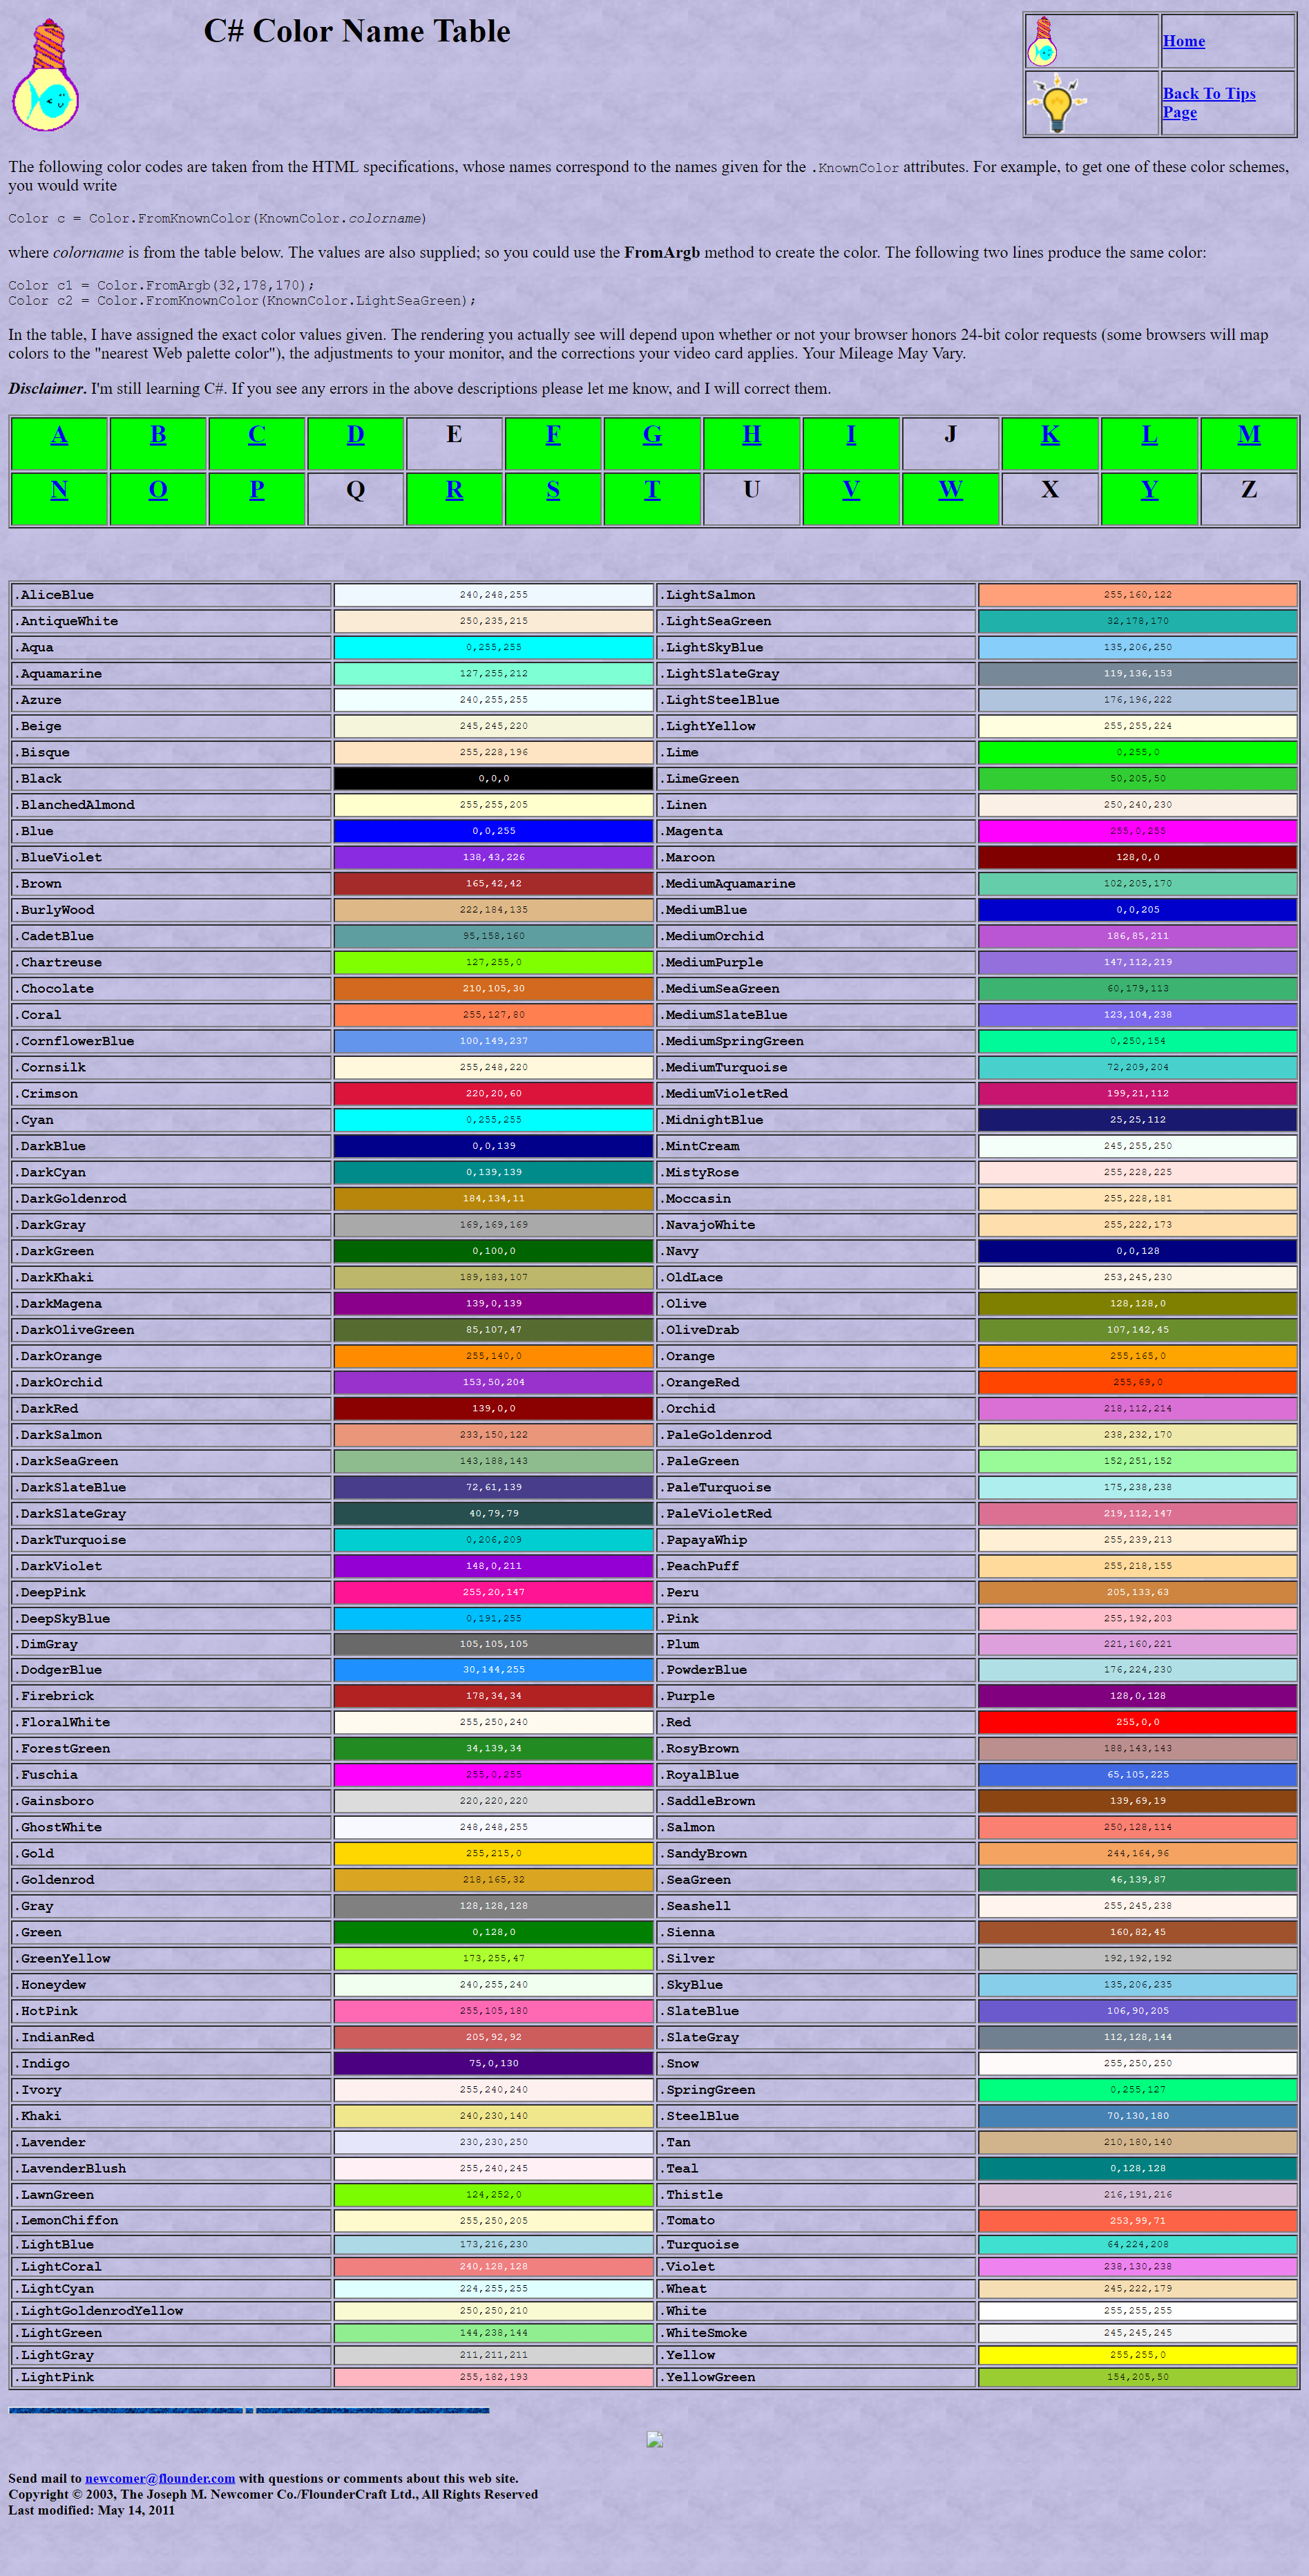 C# Color Name Table
Home
Back To Tips
Page
The following color codes are taken from the HTML specifications, whose names correspond to the names given for the .KnownColor attributes. For example, to get one of these color schemes,
you would write
Color c = Color.FromKnownColor(KnownColor.colorname)
where colorname is from the table below. The values are also supplied; so you could use the FromArgb method to create the color. The following two lines produce the same color:
Color c1 = Color.FromArgb(32,178,170);
Color c2 = Color.FromKnownColor(KnownColor.LightSeaGreen);
In the table, I have assigned the exact color values given. The rendering you actually see will depend upon whether or not your browser honors 24-bit color requests (some browsers will map
colors to the "nearest Web palette color"), the adjustments to your monitor, and the corrections your video card applies. Your Mileage May Vary.
Disclaimer. I'm still learning C#. If you see any errors in the above descriptions please let me know, and I will correct them.
A B C D E F G H I J K L M
N O P Q R S T U V W X Y Z
.AliceBlue 240,248,255 .LightSalmon 255,160,122
.AntiqueWhite 250,235,215 .LightSeaGreen 32,178,170
.Aqua 0,255,255 .LightSkyBlue 135,206,250
.Aquamarine 127,255,212 .LightSlateGray 119,136,153
.Azure 240,255,255 .LightSteelBlue 176,196,222
.Beige 245,245,220 .LightYellow 255,255,224
.Bisque 255,228,196 .Lime 0,255,0
.Black 0,0,0 .LimeGreen 50,205,50
.BlanchedAlmond 255,255,205 .Linen 250,240,230
.Blue 0,0,255 .Magenta 255,0,255
.BlueViolet 138,43,226 .Maroon 128,0,0
.Brown 165,42,42 .MediumAquamarine 102,205,170
.BurlyWood 222,184,135 .MediumBlue 0,0,205
.CadetBlue 95,158,160 .MediumOrchid 186,85,211
.Chartreuse 127,255,0 .MediumPurple 147,112,219
.Chocolate 210,105,30 .MediumSeaGreen 60,179,113
.Coral 255,127,80 .MediumSlateBlue 123,104,238
.CornflowerBlue 100,149,237 .MediumSpringGreen 0,250,154
.Cornsilk 255,248,220 .MediumTurquoise 72,209,204
.Crimson 220,20,60 .MediumVioletRed 199,21,112
.Cyan 0,255,255 .MidnightBlue 25,25,112
.DarkBlue 0,0,139 .MintCream 245,255,250
.DarkCyan 0,139,139 .MistyRose 255,228,225
.DarkGoldenrod 184,134,11 .Moccasin 255,228,181
.DarkGray 169,169,169 .NavajoWhite 255,222,173
.DarkGreen 0,100,0 .Navy 0,0,128
.DarkKhaki 189,183,107 .OldLace 253,245,230
.DarkMagena 139,0,139 .Olive 128,128,0
.DarkOliveGreen 85,107,47 .OliveDrab 107,142,45
.DarkOrange 255,140,0 .Orange 255,165,0
.DarkOrchid 153,50,204 .OrangeRed 255,69,0
.DarkRed 139,0,0 .Orchid 218,112,214
.DarkSalmon 233,150,122 .PaleGoldenrod 238,232,170
.DarkSeaGreen 143,188,143 .PaleGreen 152,251,152
.DarkSlateBlue 72,61,139 .PaleTurquoise 175,238,238
.DarkSlateGray 40,79,79 .PaleVioletRed 219,112,147
.DarkTurquoise 0,206,209 .PapayaWhip 255,239,213
.DarkViolet 148,0,211 .PeachPuff 255,218,155
.DeepPink 255,20,147 .Peru 205,133,63
.DeepSkyBlue 0,191,255 .Pink 255,192,203
.DimGray 105,105,105 .Plum 221,160,221
.DodgerBlue 30,144,255 .PowderBlue 176,224,230
.Firebrick 178,34,34 .Purple 128,0,128
.FloralWhite 255,250,240 .Red 255,0,0
.ForestGreen 34,139,34 .RosyBrown 188,143,143
.Fuschia 255,0,255 .RoyalBlue 65,105,225
.Gainsboro 220,220,220 .SaddleBrown 139,69,19
.GhostWhite 248,248,255 .Salmon 250,128,114
.Gold 255,215,0 .SandyBrown 244,164,96
.Goldenrod 218,165,32 .SeaGreen 46,139,87
.Gray 128,128,128 .Seashell 255,245,238
.Green 0,128,0 .Sienna 160,82,45
.GreenYellow 173,255,47 .Silver 192,192,192
.Honeydew 240,255,240 .SkyBlue 135,206,235
.HotPink 255,105,180 .SlateBlue 106,90,205
.IndianRed 205,92,92 .SlateGray 112,128,144
.Indigo 75,0,130 .Snow 255,250,250
.Ivory 255,240,240 .SpringGreen 0,255,127
.Khaki 240,230,140 .SteelBlue 70,130,180
.Lavender 230,230,250 .Tan 210,180,140
.LavenderBlush 255,240,245 .Teal 0,128,128
.LawnGreen 124,252,0 .Thistle 216,191,216
.LemonChiffon 255,250,205 .Tomato 253,99,71
.LightBlue 173,216,230 .Turquoise 64,224,208
.LightCoral 240,128,128 .Violet 238,130,238
.LightCyan 224,255,255 .Wheat 245,222,179
.LightGoldenrodYellow 250,250,210 .White 255,255,255
.LightGreen 144,238,144 .WhiteSmoke 245,245,245
.LightGray 211,211,211 .Yellow 255,255,0
.LightPink 255,182,193 .YellowGreen 154,205,50
Send mail to newcomer@flounder.com with questions or comments about this web site.
Copyright © 2003, The Joseph M. Newcomer Co./FlounderCraft Ltd., All Rights Reserved
Last modified: May 14, 2011